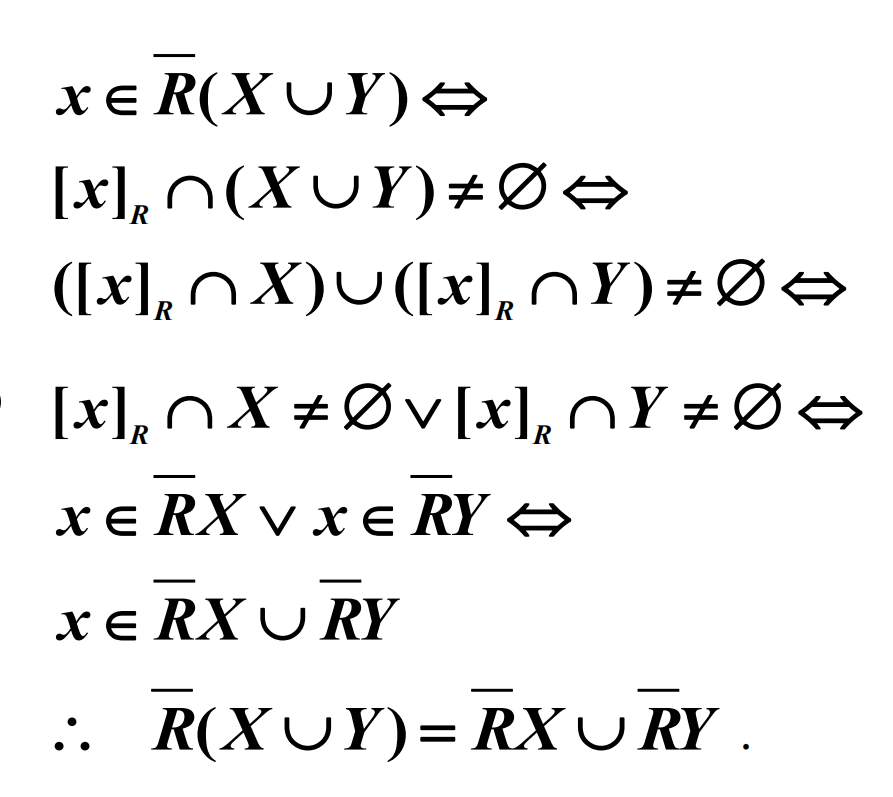 x ∈ R̅(X ∪ Y) ⇔
[x]_R ∩ (X ∪ Y) ≠ ∅ ⇔
([x]_R ∩ X) ∪ ([x]_R ∩ Y) ≠ ∅ ⇔
[x]_R ∩ X ≠ ∅ ∨ [x]_R ∩ Y ≠ ∅ ⇔
x ∈ R̅X ∨ x ∈ R̅Y ⇔
x ∈ R̅X ∪ R̅Y
∴ R̅(X ∪ Y) = R̅X ∪ R̅Y .